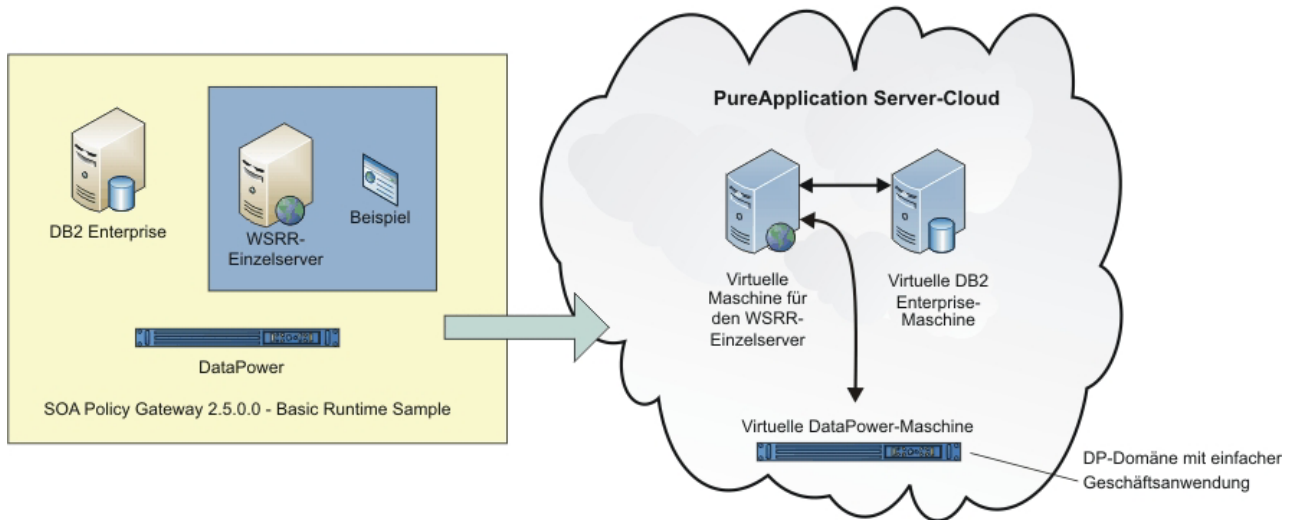 DB2 Enterprise
WSRR-
Einzelserver
Beispiel
DataPower
SOA Policy Gateway 2.5.0.0 - Basic Runtime Sample
PureApplication Server-Cloud
Virtuelle
Maschine für
den WSRR-
Einzelserver
Virtuelle DB2
Enterprise-
Maschine
Virtuelle DataPower-Maschine
DP-Domäne mit einfacher
Geschäftsanwendung